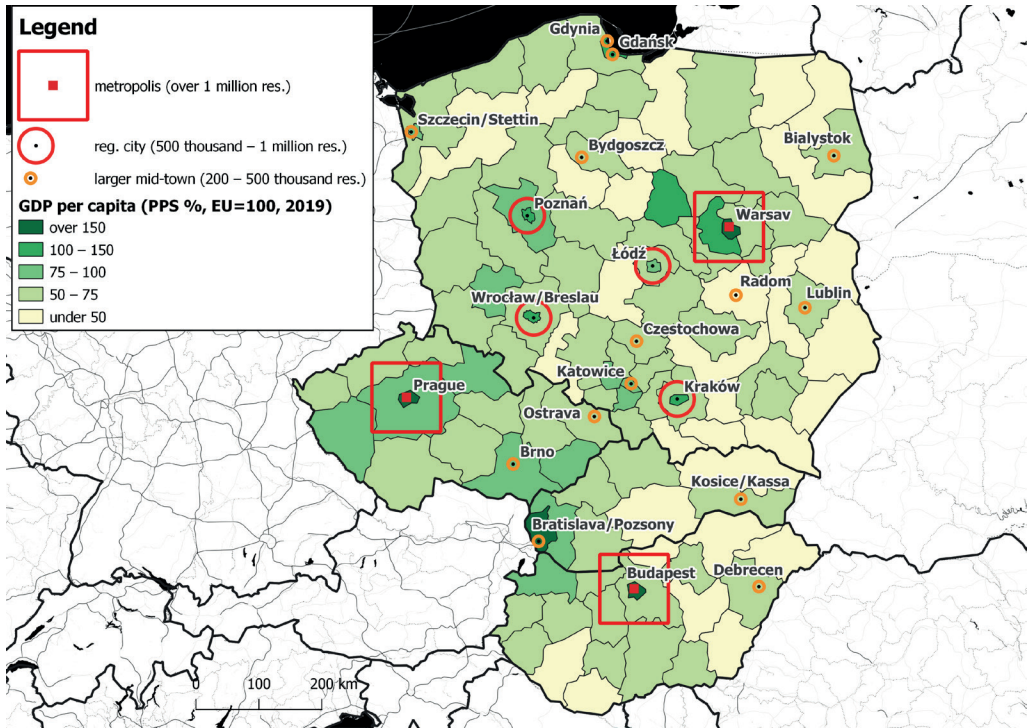 Legend
metropolis (over 1 million res.)
reg. city (500 thousand – 1 million res.)
larger mid-town (200 – 500 thousand res.)
GDP per capita (PPS %, EU=100, 2019)
over 150
100 – 150
75 – 100
50 – 75
under 50
Gdynia
Gdańsk
Szczecin/Stettin
Bydgoszcz
Bialystok
Poznań
Warsav
Łódź
Radom
Lublin
Wrocław/Breslau
Czestochowa
Katowice
Kraków
Prague
Ostrava
Brno
Kosice/Kassa
Bratislava/Pozsony
Budapest
Debrecen
0 100 200 km